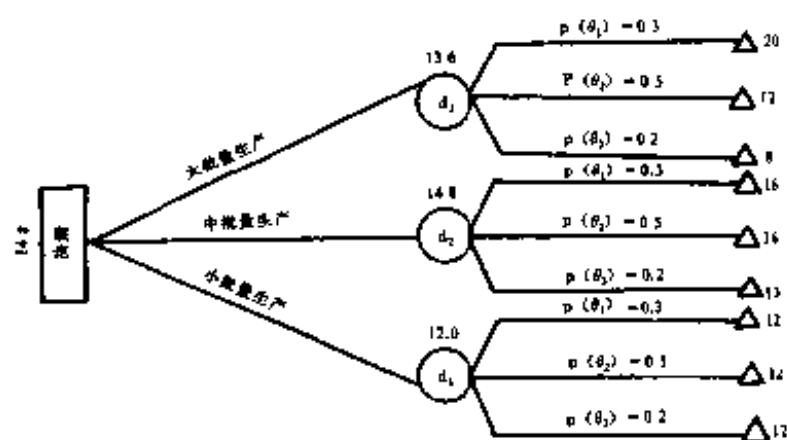 p (θ₁) = 0.3
20
13.6
P (θ₂) = 0.5
12
大批量生产
p (θ₃) = 0.2
8
p (θ₁) = 0.3
16
14.8
14.8
决策
中批量生产
d₂
p (θ₂) = 0.5
16
小批量生产
p (θ₃) = 0.2
p (θ₁) = 0.3
12
12.0
p (θ₂) = 0.5
12
p (θ₃) = 0.2
12